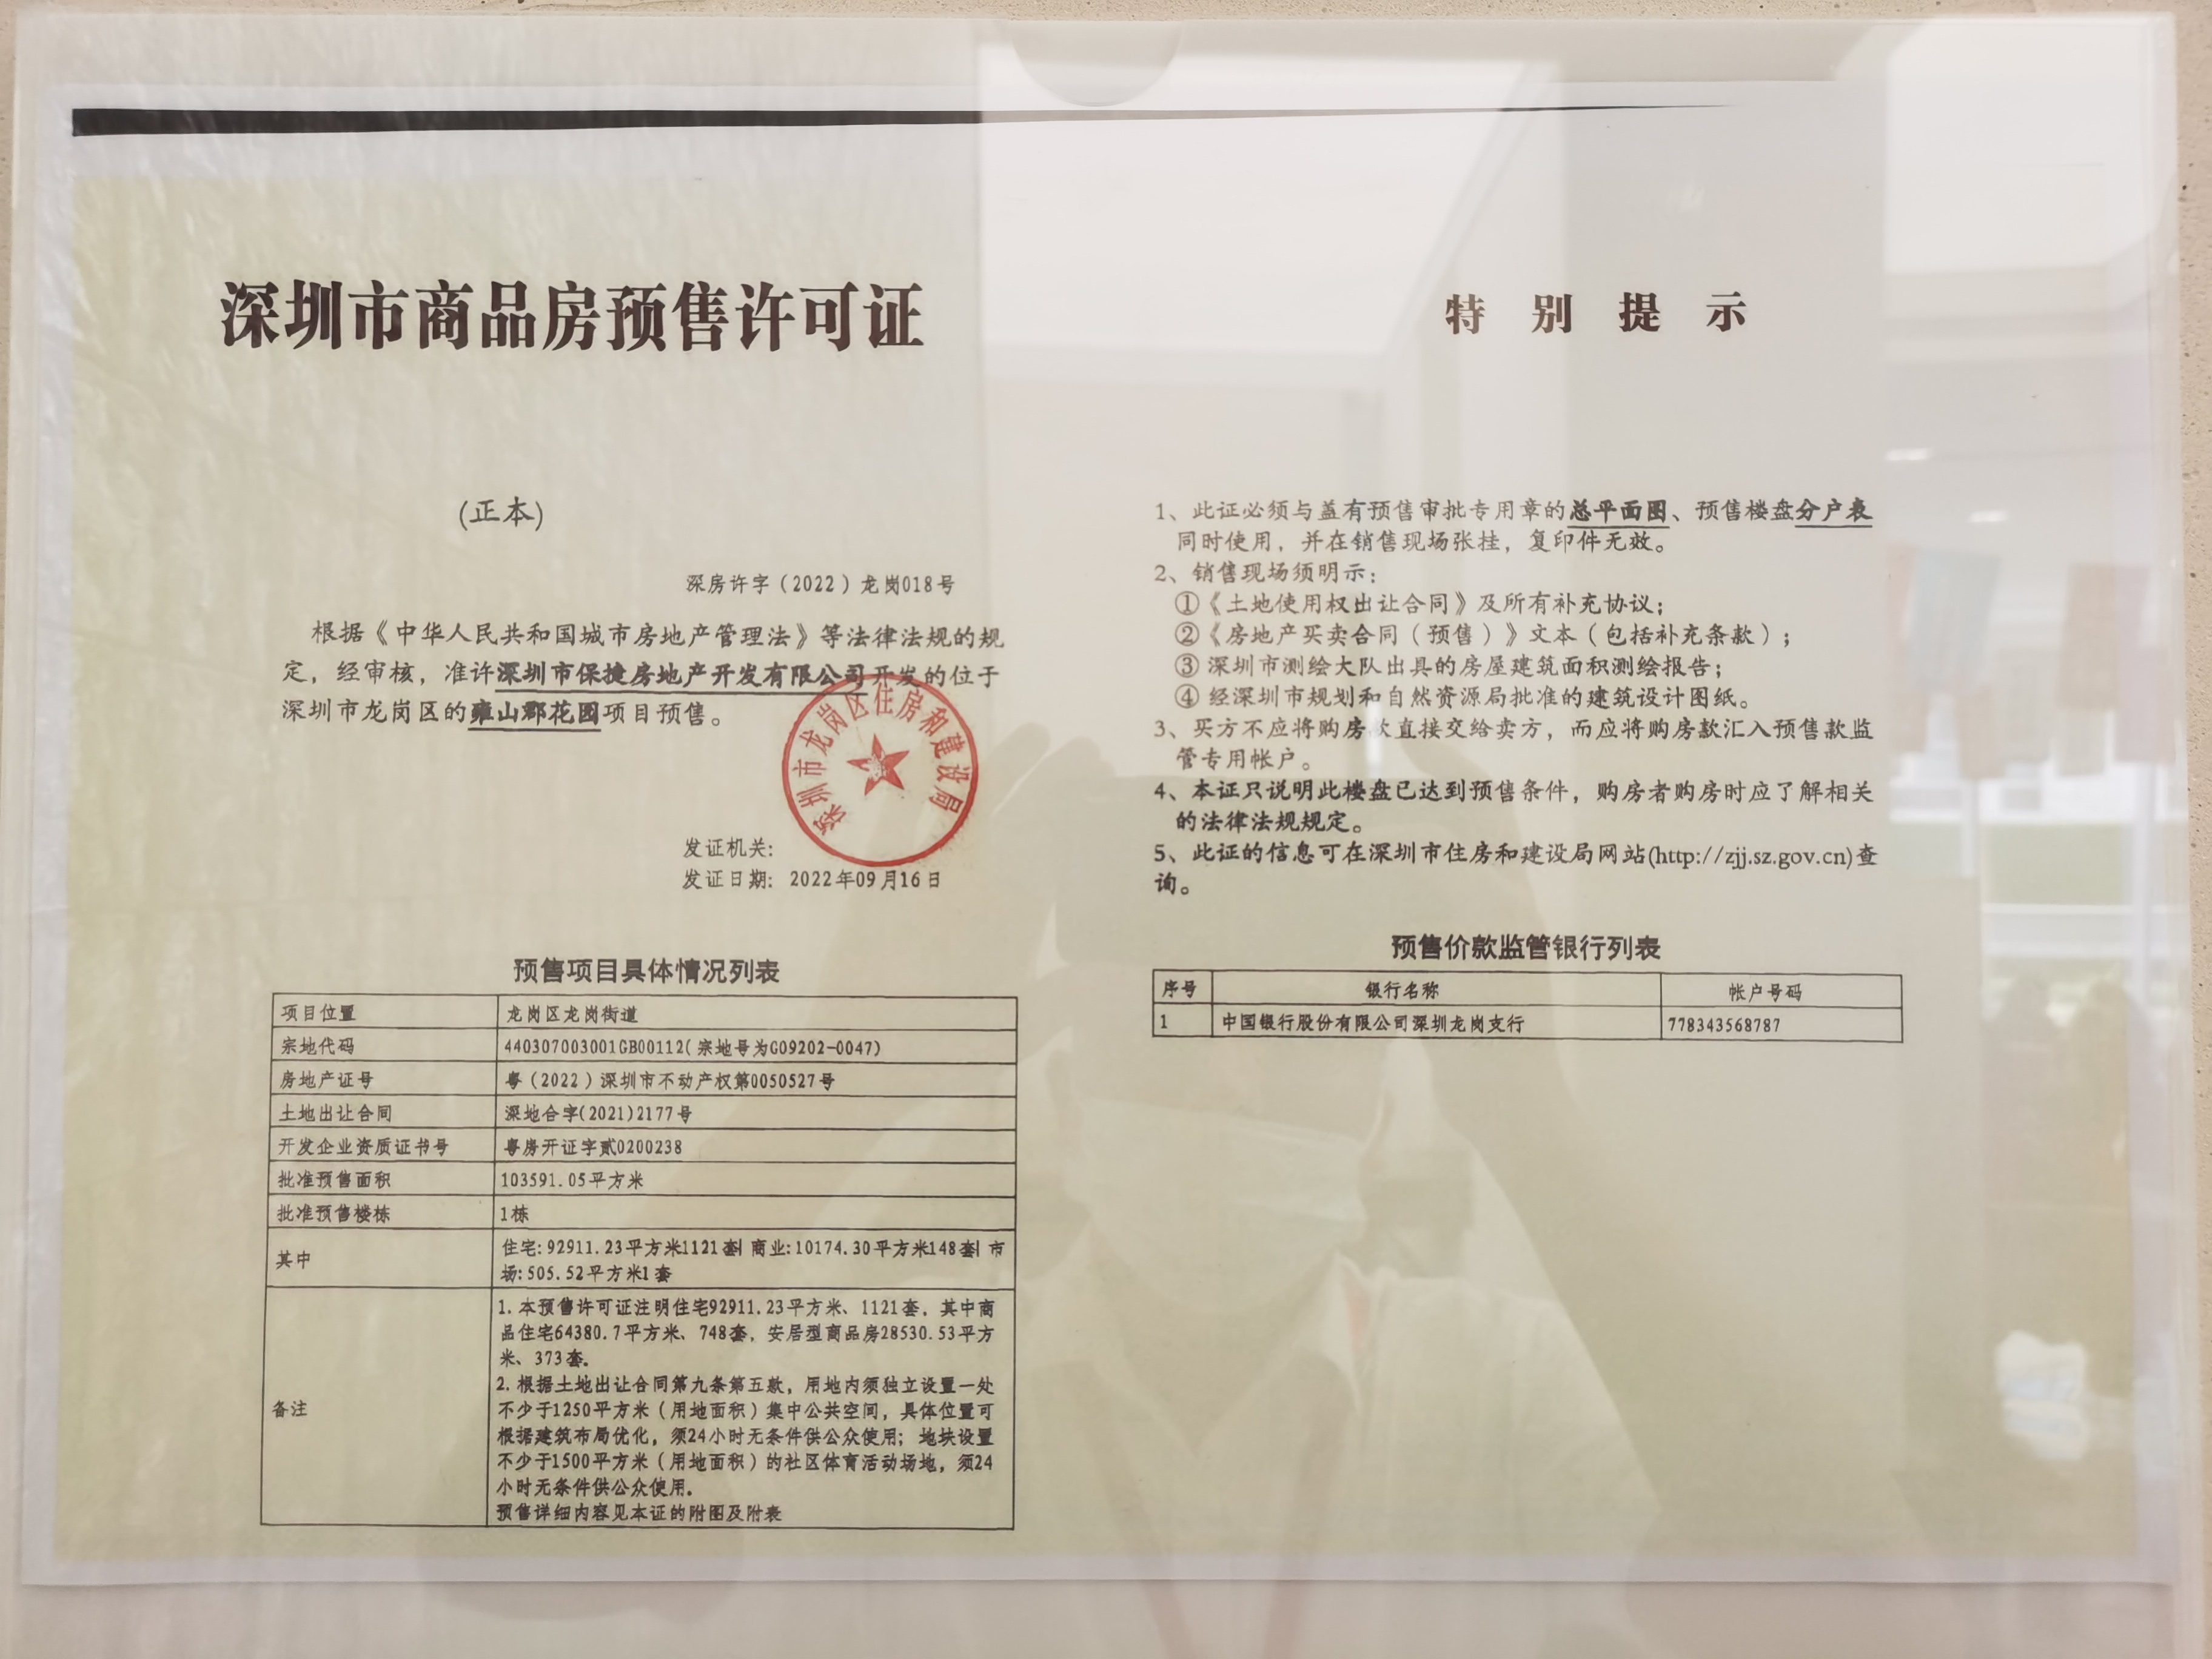 深圳市商品房预售许可证
(正本)
深房许字（2022）龙岗018号
根据《中华人民共和国城市房地产管理法》等法律法规的规
定，经审核，准许深圳市保捷房地产开发有限公司开发的位于
深圳市龙岗区的雍山郡花园项目预售。
深圳市龙岗区住房和建设局
发证机关:
发证日期: 2022年09月16日
预售项目具体情况列表
项目位置 龙岗区龙岗街道
宗地代码 440307003001GB00112(宗地号为G09202-0047)
房地产证号 粤（2022）深圳市不动产权第0050527号
土地出让合同 深地合字(2021)2177号
开发企业资质证书号 粤房开证字贰0200238
批准预售面积 103591.05平方米
批准预售楼栋 1栋
其中 住宅:92911.23平方米1121套| 商业:10174.30平方米148套| 市
场:505.52平方米1套
备注 1.本预售许可证注明住宅92911.23平方米、1121套，其中商
品住宅64380.7平方米、748套，安居型商品房28530.53平方
米、373套.
2.根据土地出让合同第九条第五款，用地内须独立设置一处
不少于1250平方米（用地面积）集中公共空间，具体位置可
根据建筑布局优化，须24小时无条件供公众使用；地块设置
不少于1500平方米（用地面积）的社区体育活动场地，须24
小时无条件供公众使用.
预售详细内容见本证的附图及附表
特别提示
1、此证必须与盖有预售审批专用章的总平面图、预售楼盘分户表
同时使用，并在销售现场张挂，复印件无效。
2、销售现场须明示：
①《土地使用权出让合同》及所有补充协议；
②《房地产买卖合同（预售）》文本（包括补充条款）；
③ 深圳市测绘大队出具的房屋建筑面积测绘报告；
④ 经深圳市规划和自然资源局批准的建筑设计图纸。
3、买方不应将购房款直接交给卖方，而应将购房款汇入预售款监
管专用帐户。
4、本证只说明此楼盘已达到预售条件，购房者购房时应了解相关
的法律法规规定。
5、此证的信息可在深圳市住房和建设局网站(http://zjj.sz.gov.cn)查
询。
预售价款监管银行列表
序号 银行名称 帐户号码
1 中国银行股份有限公司深圳龙岗支行 778343568787